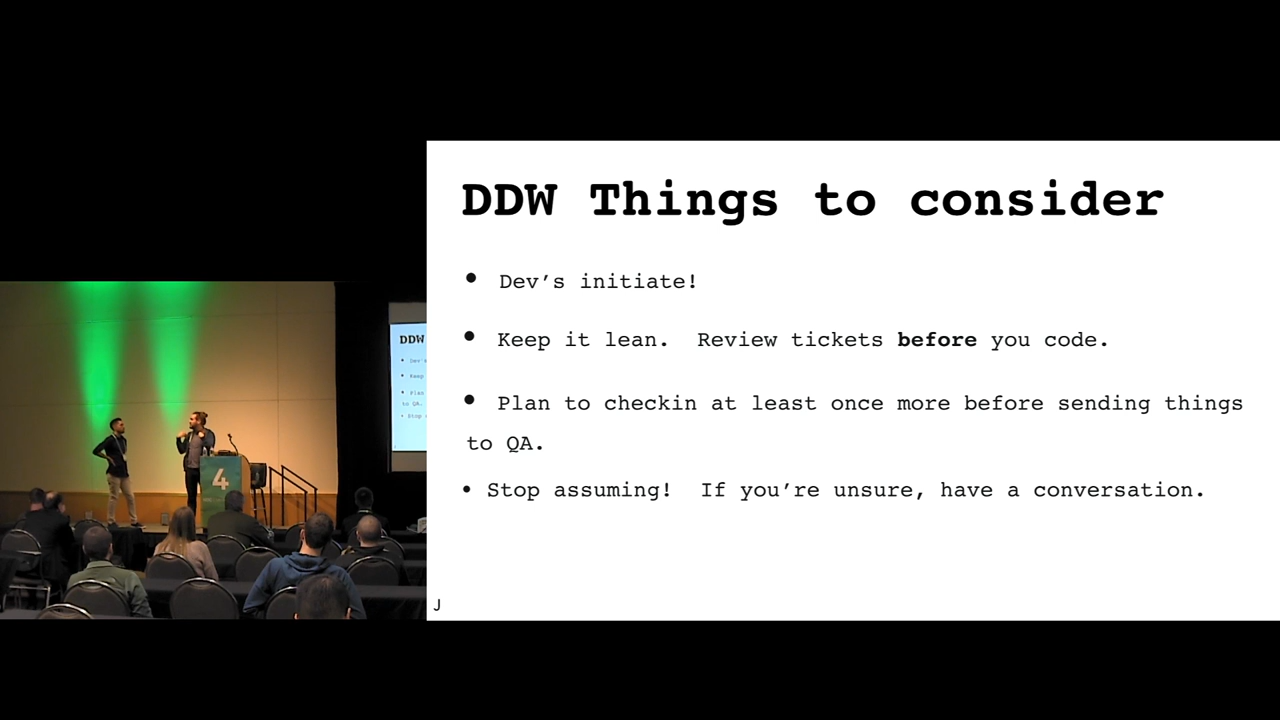 DDW Things to consider
• Dev’s initiate!
• Keep it lean.  Review tickets before you code.
• Plan to checkin at least once more before sending things
to QA.
• Stop assuming!  If you’re unsure, have a conversation.
J
4
DDW